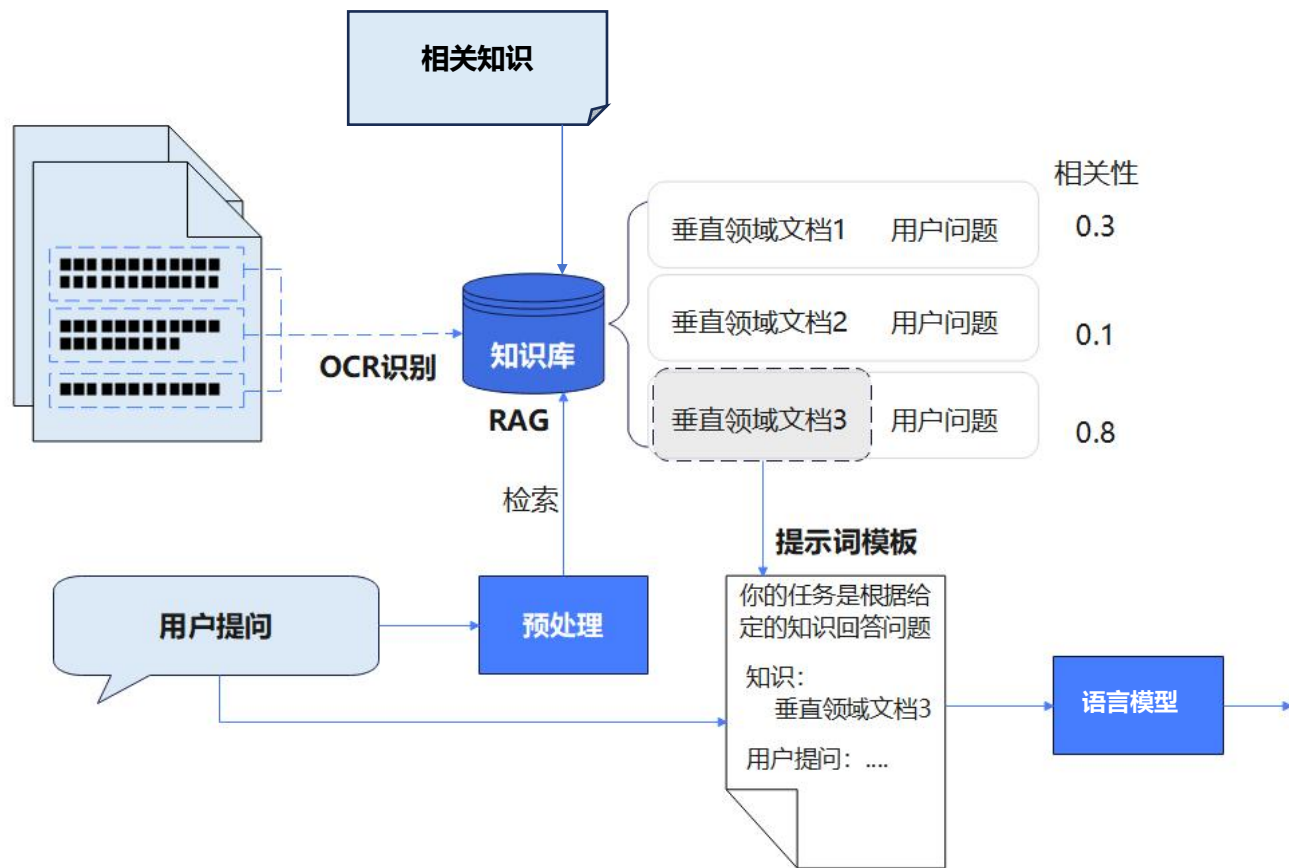 相关知识
相关性
垂直领域文档1 用户问题 0.3
垂直领域文档2 用户问题 0.1
垂直领域文档3 用户问题 0.8
OCR识别
知识库
RAG
检索
提示词模板
用户提问
预处理
你的任务是根据给
定的知识回答问题
知识：
垂直领域文档3
用户提问：....
语言模型